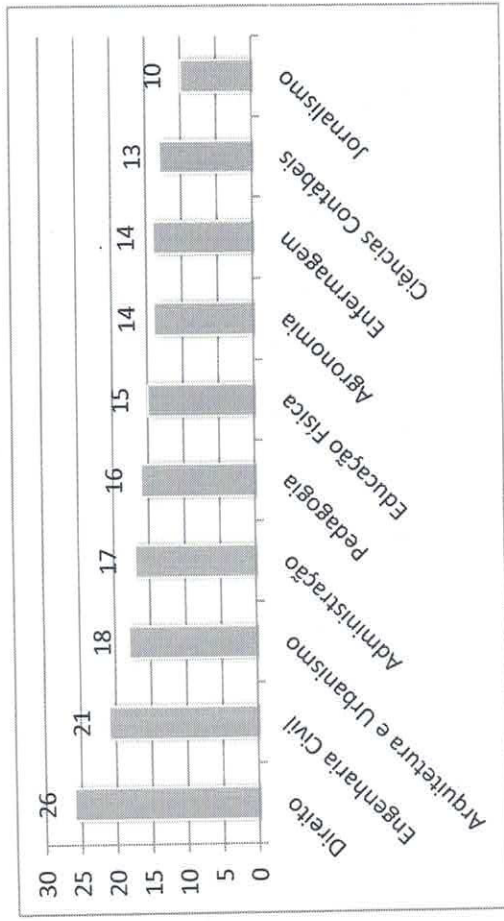 30
25
20
15
10
5
0
26
21
18
17
16
15
14
14
13
10
Direito
Engenharia Civil
Arquitetura e Urbanismo
Administração
Pedagogia
Educação Física
Agronomia
Enfermagem
Ciências Contábeis
Jornalismo